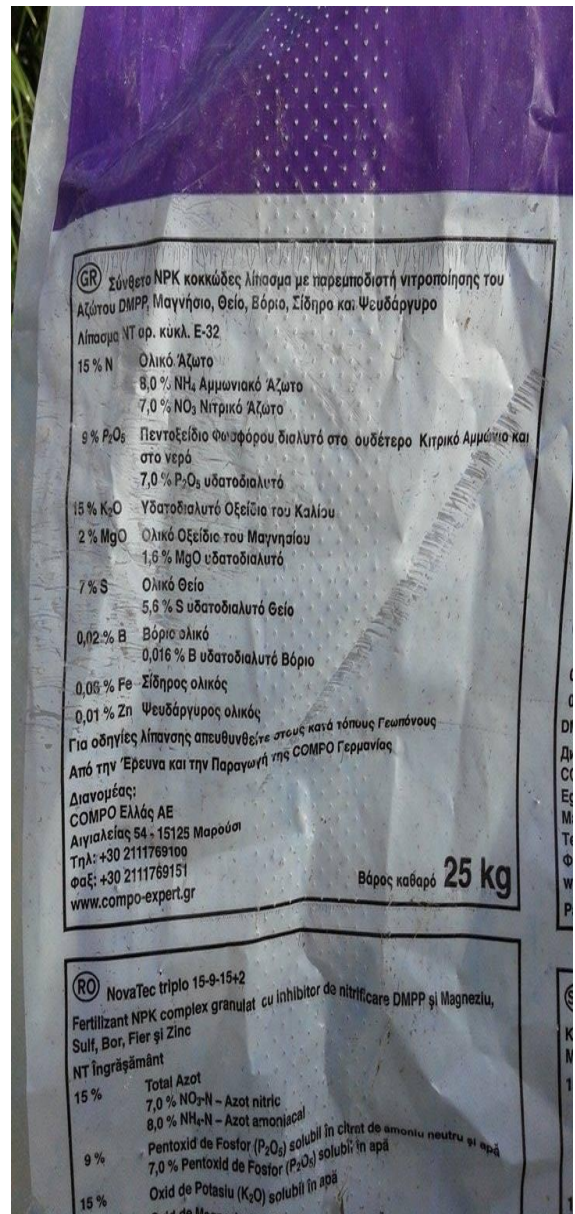 GR Σύνθετο NPK κοκκώδες λίπασμα με παρεμποδιστή νιτροποίησης του
Αζώτου DMPP, Μαγνήσιο, Θείο, Βόριο, Σίδηρο και Ψευδάργυρο
Λίπασμα NT αρ. κύκλ. E-32
15 % N Ολικό Άζωτο
8,0 % NH₄ Αμμωνιακό Άζωτο
7,0 % NO₃ Νιτρικό Άζωτο
9 % P₂O₅ Πεντοξείδιο Φωσφόρου διαλυτό στο ουδέτερο Κιτρικό Αμμώνιο και
στο νερό
7,0 % P₂O₅ υδατοδιαλυτό
15 % K₂O Υδατοδιαλυτό Οξείδιο του Καλίου
2 % MgO Ολικό Οξείδιο του Μαγνησίου
1,6 % MgO υδατοδιαλυτό
7 % S Ολικό Θείο
5,6 % S υδατοδιαλυτό Θείο
0,02 % B Βόριο ολικό
0,016 % B υδατοδιαλυτό Βόριο
0,06 % Fe Σίδηρος ολικός
0,01 % Zn Ψευδάργυρος ολικός
Για οδηγίες λίπανσης απευθυνθείτε στους κατά τόπους Γεωπόνους
Από την Έρευνα και την Παραγωγή της COMPO Γερμανίας
Διανομέας:
COMPO Ελλάς ΑΕ
Αιγιαλείας 54 - 15125 Μαρούσι
Τηλ: +30 2111769100
Φαξ: +30 2111769151
www.compo-expert.gr
Βάρος καθαρό 25 kg
RO NovaTec triplo 15-9-15+2
Fertilizant NPK complex granulat cu inhibitor de nitrificare DMPP şi Magneziu,
Sulf, Bor, Fier şi Zinc
NT Îngrăşământ
15 % Total Azot
7,0 % NO₃-N – Azot nitric
8,0 % NH₄-N – Azot amoniacal
9 % Pentoxid de Fosfor (P₂O₅) solubil în citrat de amoniu neutru şi apă
7,0 % Pentoxid de Fosfor (P₂O₅) solubil în apă
15 % Oxid de Potasiu (K₂O) solubil în apă